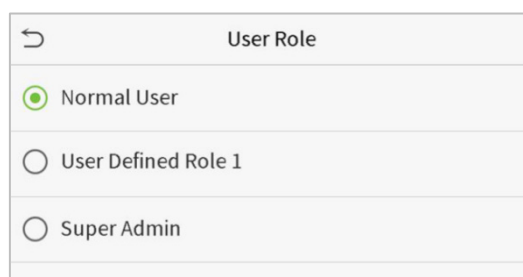 User Role
Normal User
User Defined Role 1
Super Admin